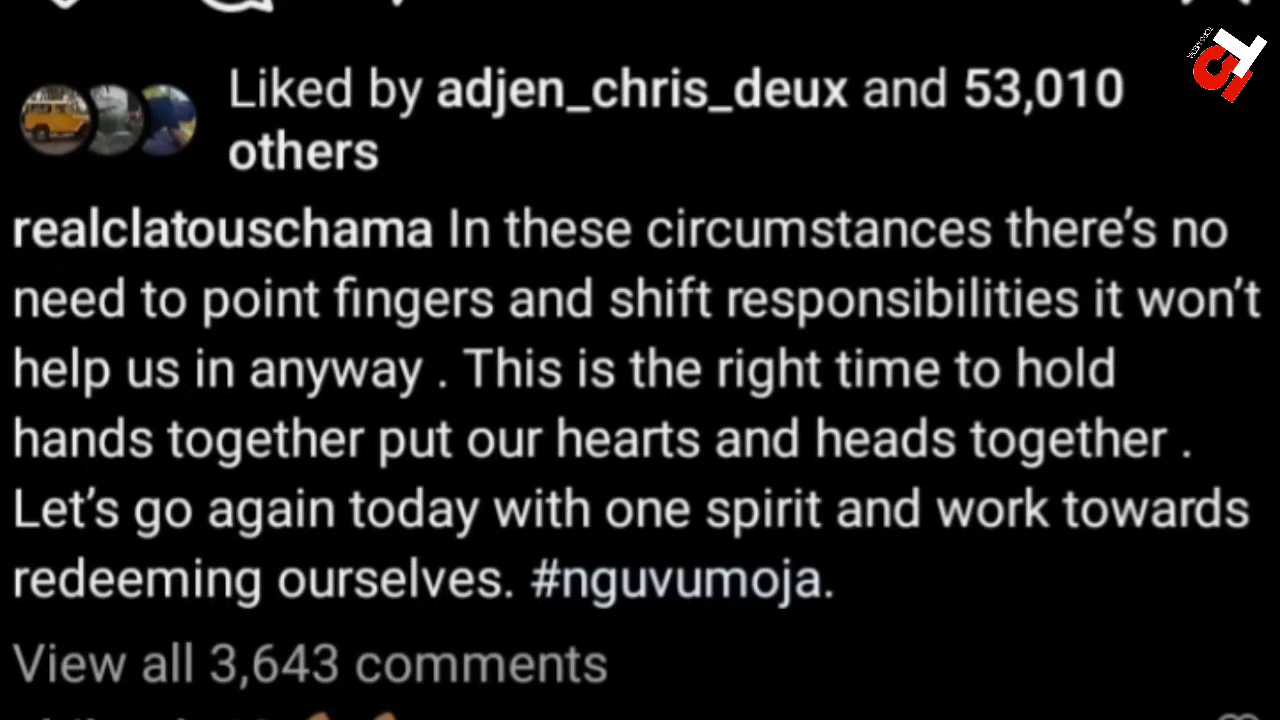 Liked by adjen_chris_deux and 53,010
others
realclatouschama In these circumstances there's no
need to point fingers and shift responsibilities it won't
help us in anyway . This is the right time to hold
hands together put our hearts and heads together .
Let's go again today with one spirit and work towards
redeeming ourselves. #nguvumoja.
View all 3,643 comments